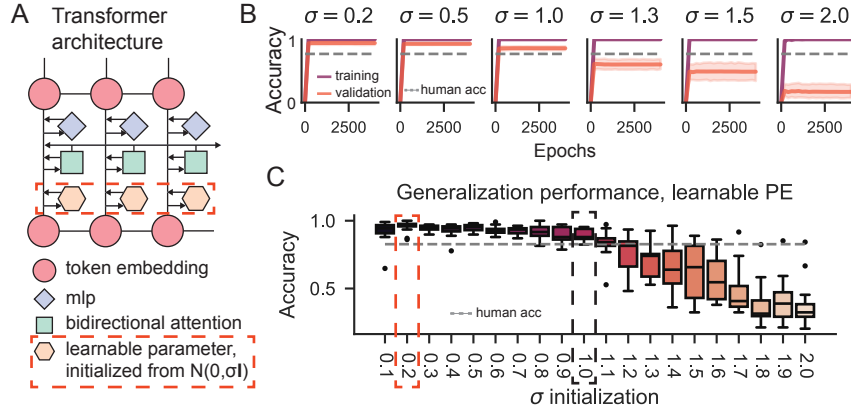 A
Transformer
architecture
token embedding
mlp
bidirectional attention
learnable parameter,
initialized from N(0,σI)
B
σ = 0.2 σ = 0.5 σ = 1.0 σ = 1.3 σ = 1.5 σ = 2.0
Accuracy
1
0
training
validation
human acc
0 2500 0 2500 0 2500 0 2500 0 2500 0 2500
Epochs
C
Generalization performance, learnable PE
Accuracy
1.0
0.5
human acc
0.1 0.2 0.3 0.4 0.5 0.6 0.7 0.8 0.9 1.0 1.1 1.2 1.3 1.4 1.5 1.6 1.7 1.8 1.9 2.0
σ initialization